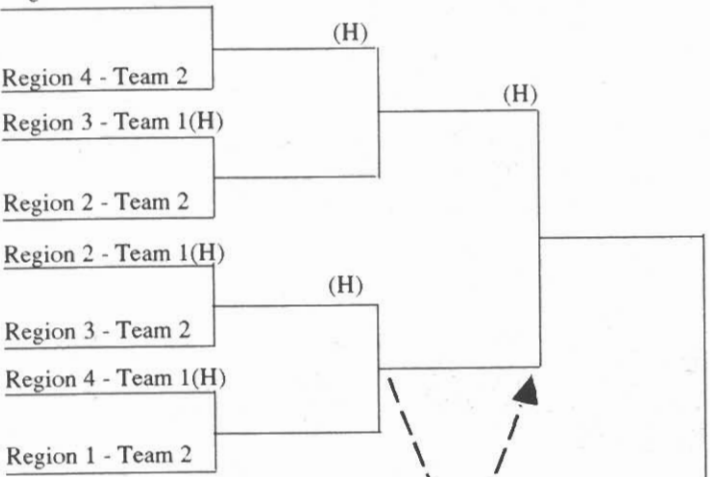 (H)
Region 4 - Team 2
(H)
Region 3 - Team 1(H)
Region 2 - Team 2
Region 2 - Team 1(H)
(H)
Region 3 - Team 2
Region 4 - Team 1(H)
Region 1 - Team 2